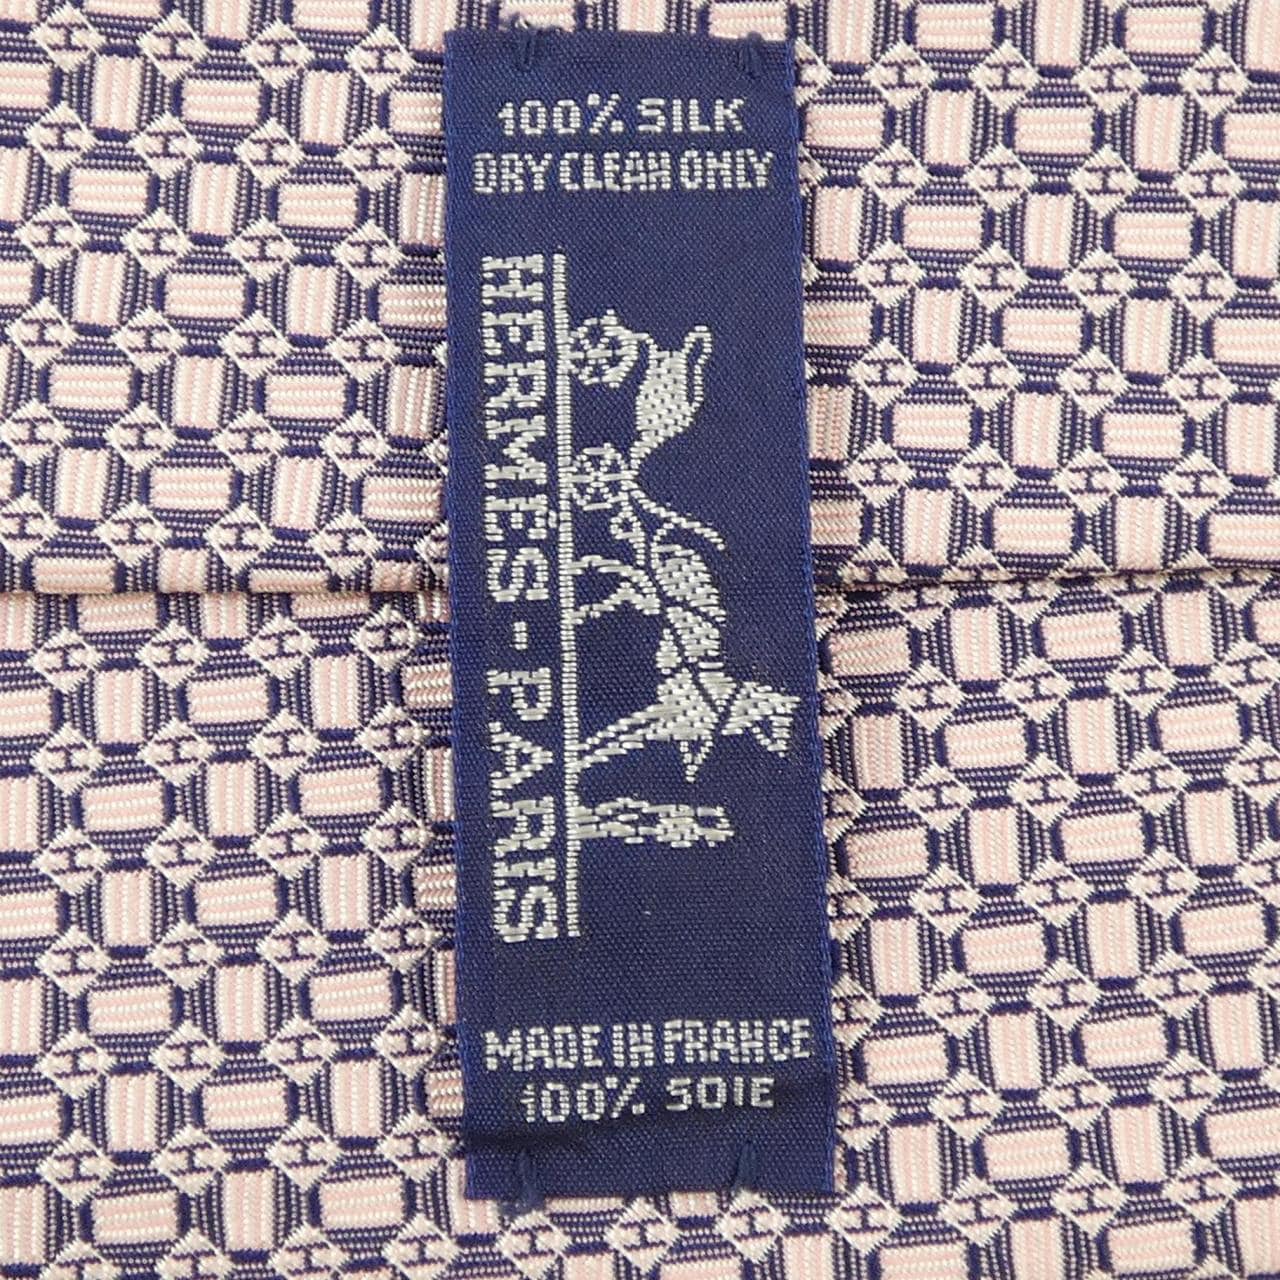 100% SILK
DRY CLEAN ONLY
HERMÈS-PARIS
MADE IN FRANCE
100% SOIE